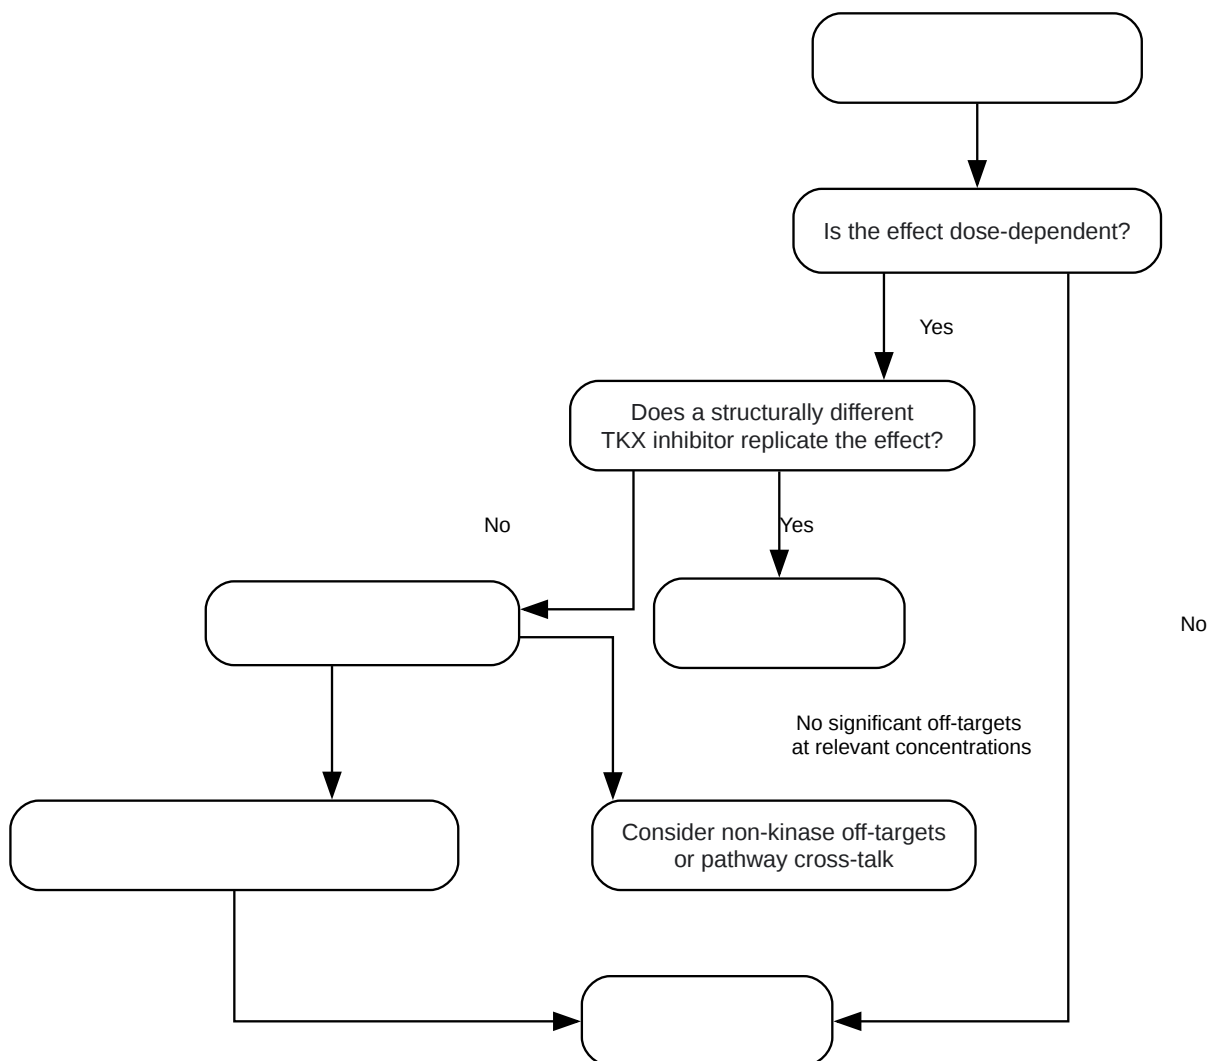 Is the effect dose-dependent?
Yes
Does a structurally different
TKX inhibitor replicate the effect?
No
Yes
No
No significant off-targets
at relevant concentrations
Consider non-kinase off-targets
or pathway cross-talk